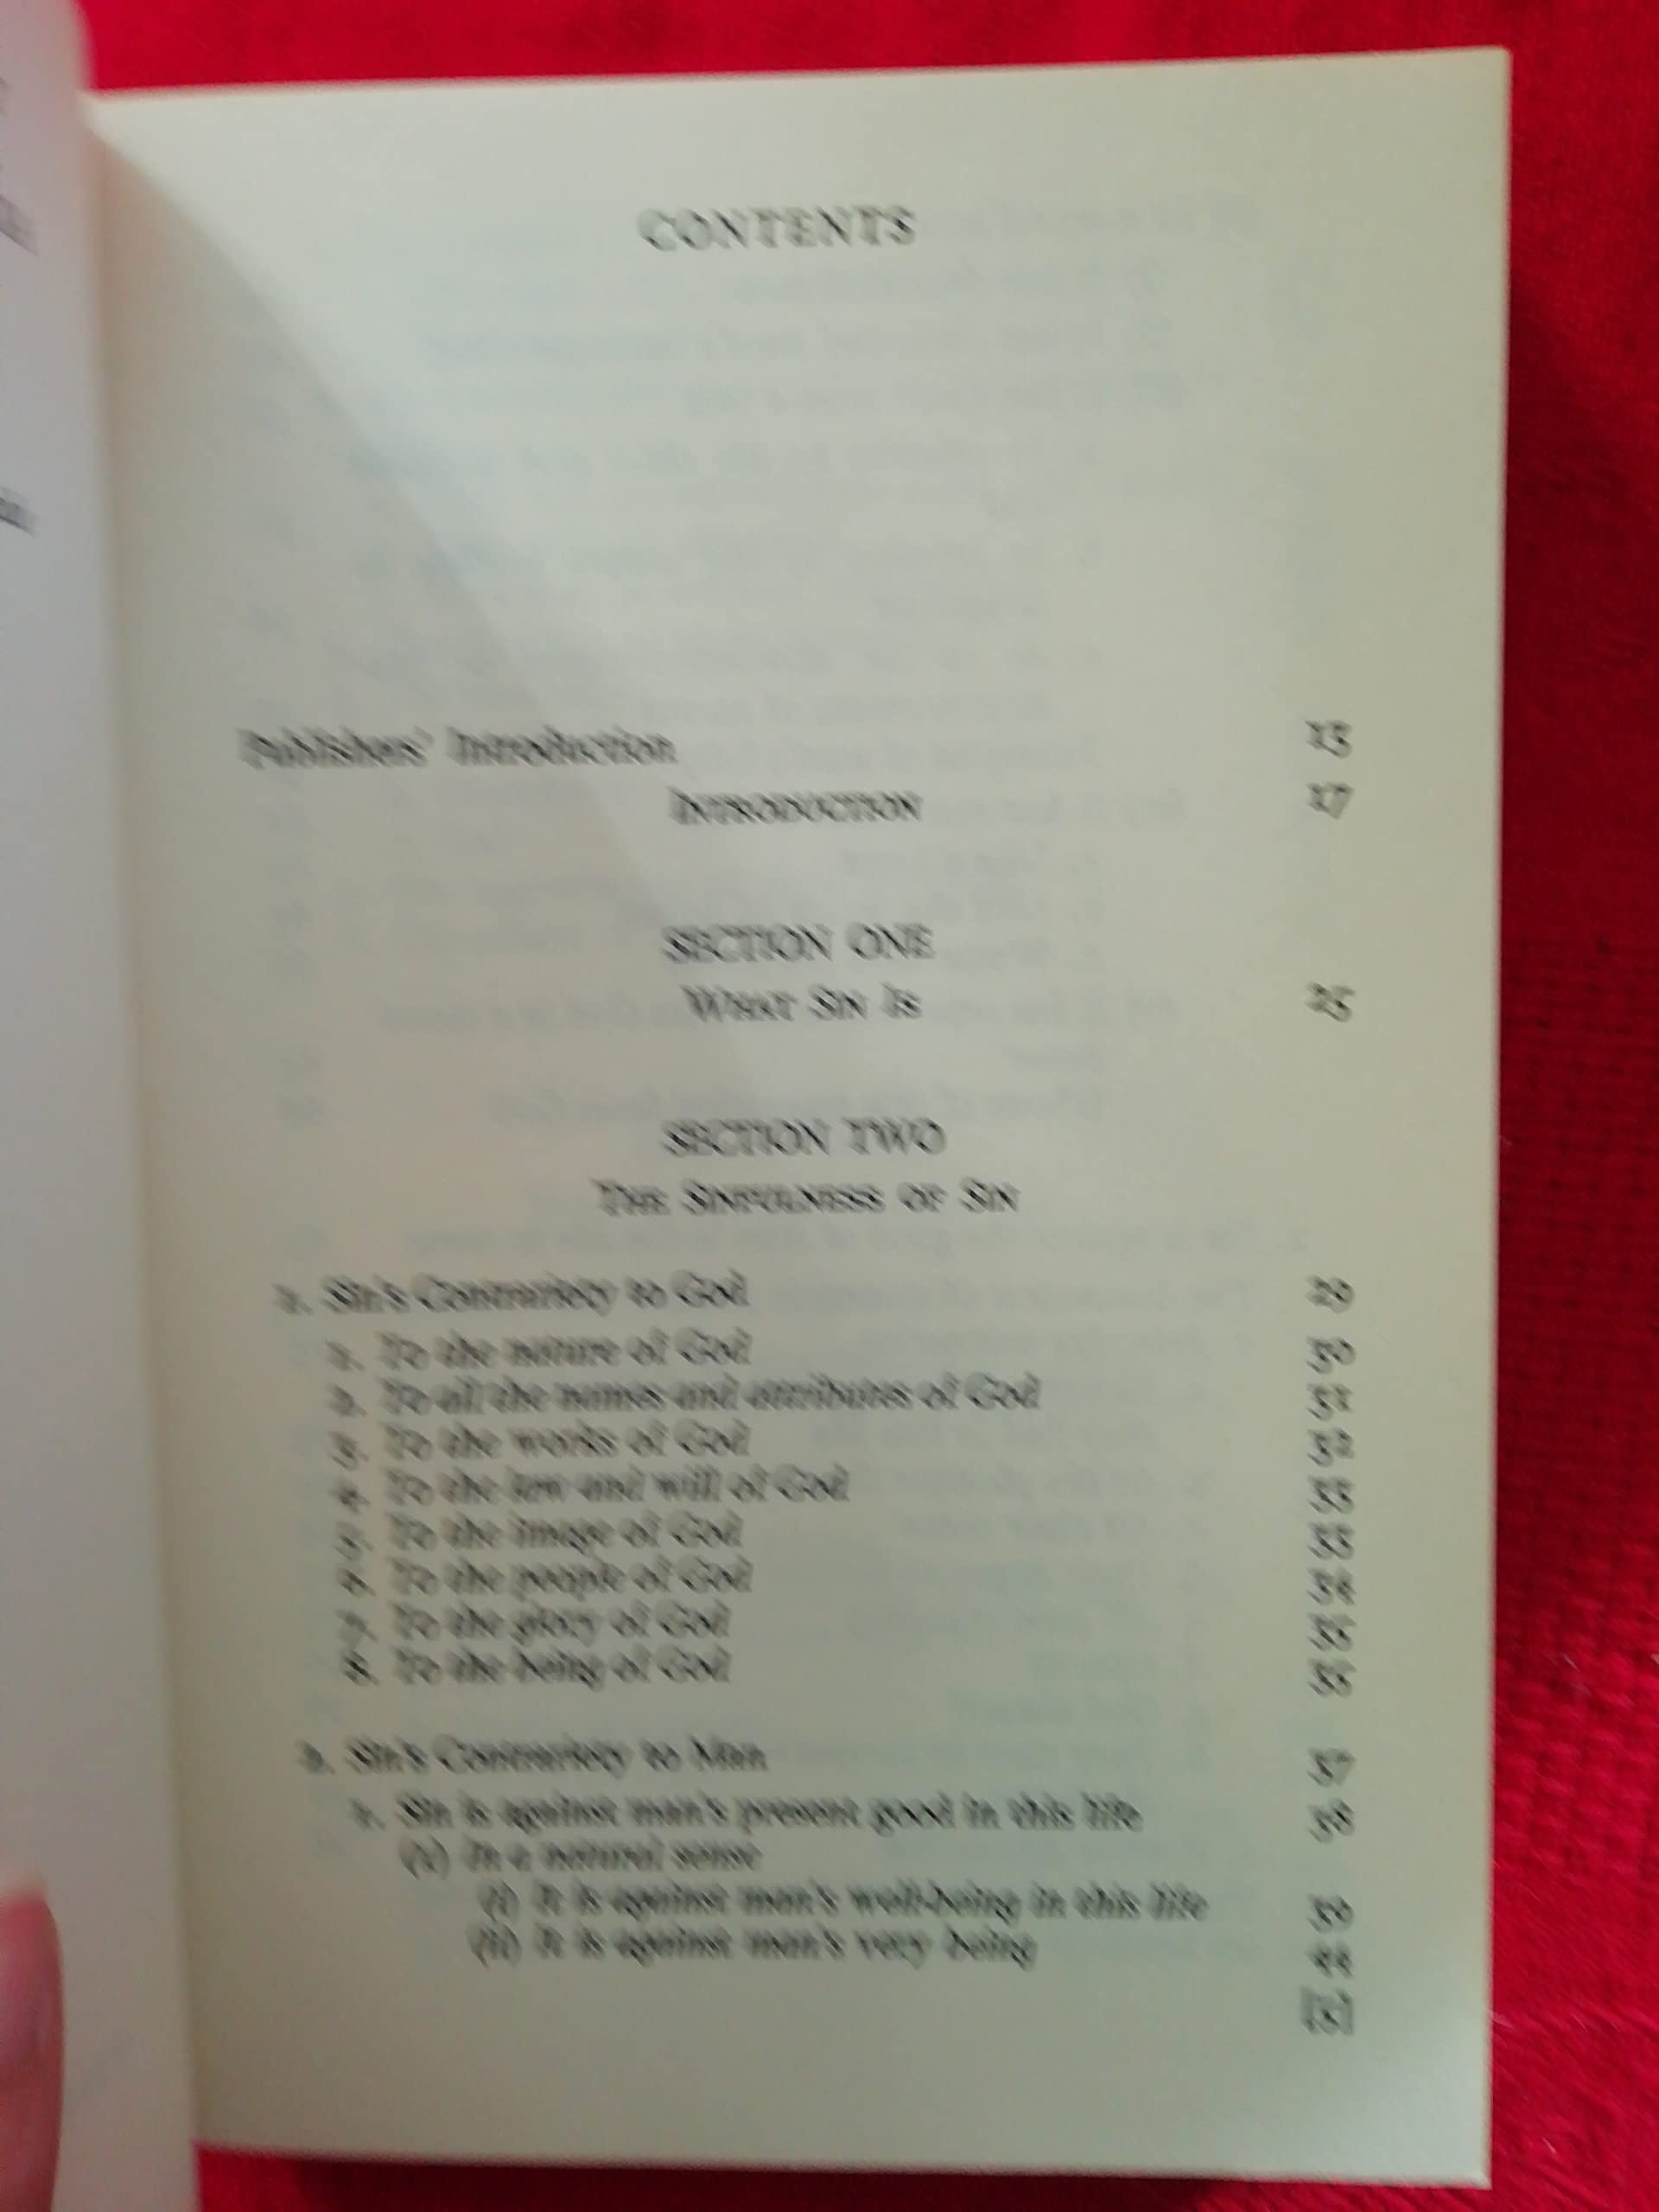 CONTENTS
Publishers' Introduction 13
INTRODUCTION 17
SECTION ONE
WHAT SIN IS 25
SECTION TWO
THE SINFULNESS OF SIN
1. Sin's Contrariety to God 29
1. To the nature of God 30
2. To all the names and attributes of God 31
3. To the works of God 32
4. To the law and will of God 33
5. To the image of God 33
6. To the people of God 34
7. To the glory of God 35
8. To the being of God 35
2. Sin's Contrariety to Man 37
1. Sin is against man's present good in this life 38
(1) In a natural sense
(i) It is against man's well-being in this life 39
(ii) It is against man's very being 44
[5]